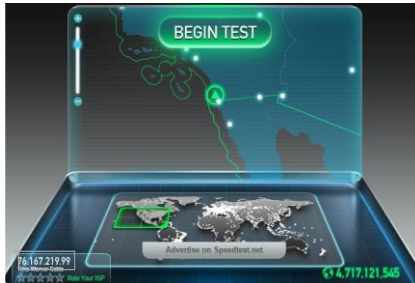 BEGIN TEST
Advertise on Speedtest.net
76.167.219.99
Time Warner Cable
Rate Your ISP
4,717,121,545